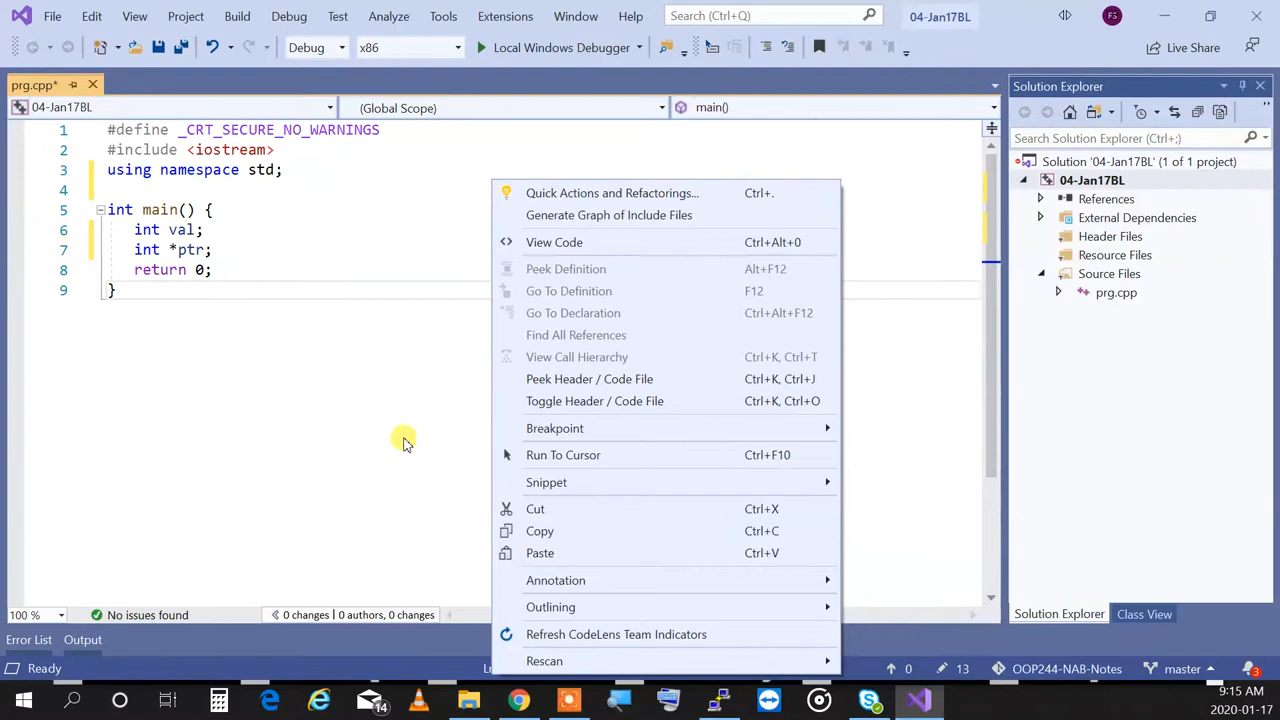 File Edit View Project Build Debug Test Analyze Tools Extensions Window Help Search (Ctrl+Q) 04-Jan17BL FS
Debug x86 Local Windows Debugger Live Share
prg.cpp*
04-Jan17BL (Global Scope) main()
1 #define _CRT_SECURE_NO_WARNINGS
2 #include <iostream>
3 using namespace std;
4
5 int main() {
6 int val;
7 int *ptr;
8 return 0;
9 }
Quick Actions and Refactorings... Ctrl+.
Generate Graph of Include Files
View Code Ctrl+Alt+0
Peek Definition Alt+F12
Go To Definition F12
Go To Declaration Ctrl+Alt+F12
Find All References
View Call Hierarchy Ctrl+K, Ctrl+T
Peek Header / Code File Ctrl+K, Ctrl+J
Toggle Header / Code File Ctrl+K, Ctrl+O
Breakpoint
Run To Cursor Ctrl+F10
Snippet
Cut Ctrl+X
Copy Ctrl+C
Paste Ctrl+V
Annotation
Outlining
Refresh CodeLens Team Indicators
Rescan
Solution Explorer
Search Solution Explorer (Ctrl+;)
Solution '04-Jan17BL' (1 of 1 project)
04-Jan17BL
References
External Dependencies
Header Files
Resource Files
Source Files
prg.cpp
Solution Explorer Class View
100 % No issues found 0 changes | 0 authors, 0 changes
Error List Output
Ready 0 13 OOP244-NAB-Notes master 3
14
9:15 AM
2020-01-17